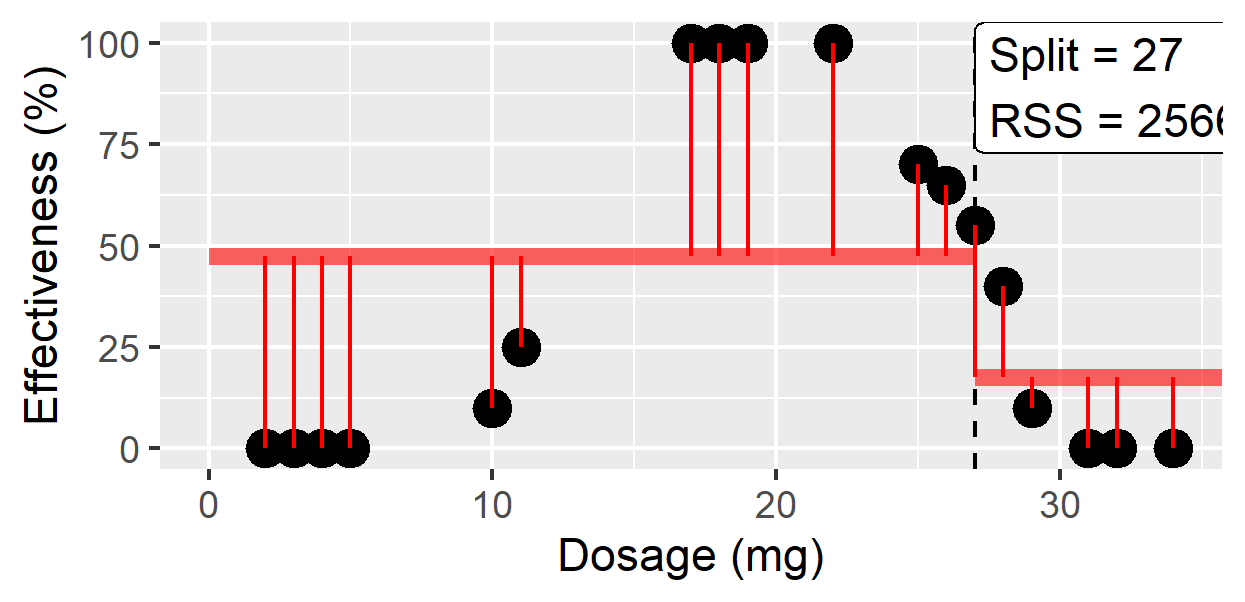 100
75
50
25
0
Effectiveness (%)
Split = 27
RSS = 2566
0 10 20 30
Dosage (mg)